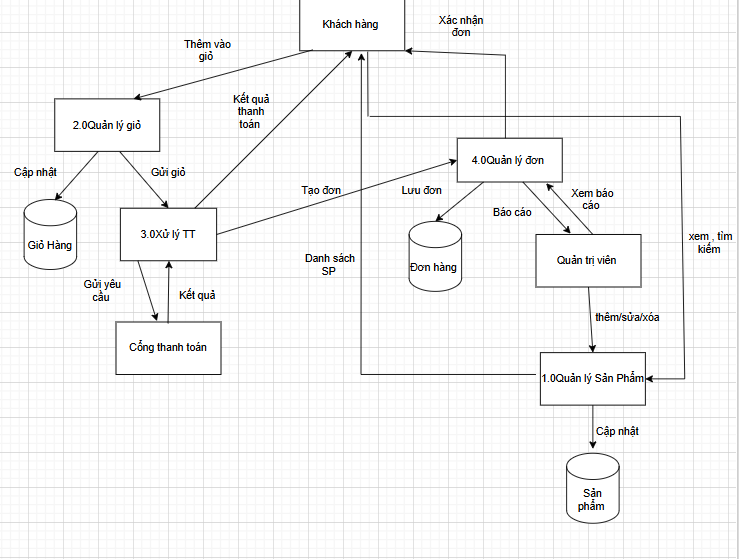 Khách hàng
Xác nhận
đơn
Thêm vào
giỏ
Kết quả
thanh
toán
2.0Quản lý giỏ
4.0Quản lý đơn
Cập nhật
Gửi giỏ
Tạo đơn
Lưu đơn
Xem báo
cáo
Báo cáo
Giỏ Hàng
3.0Xử lý TT
xem , tìm
kiếm
Danh sách
SP
Đơn hàng
Quản trị viên
Gửi yêu
cầu
Kết quả
thêm/sửa/xóa
Cổng thanh toán
1.0Quản lý Sản Phẩm
Cập nhật
Sản
phẩm